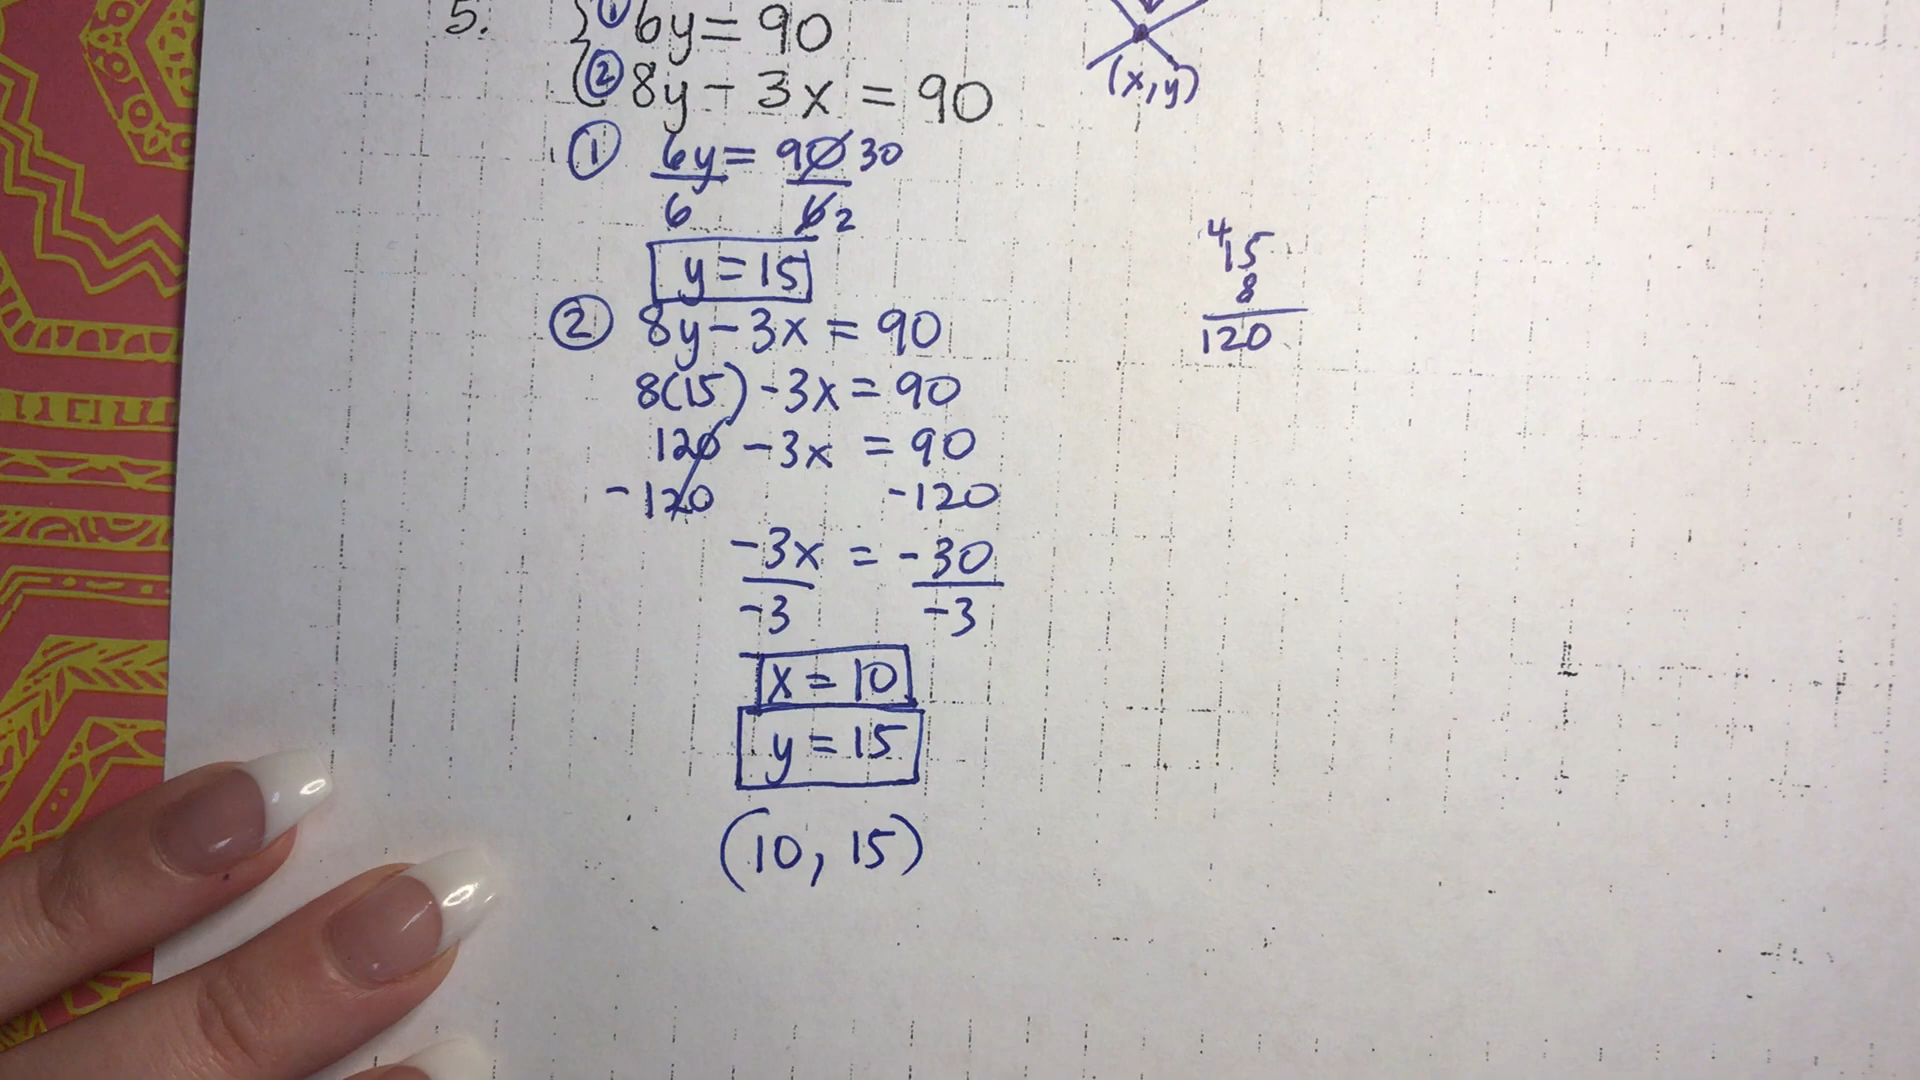 5. ① 6y = 90
② 8y - 3x = 90
(x, y)
① 6y = 90 30
6 6 2
y = 15
② 8y - 3x = 90
8(15) - 3x = 90
120 - 3x = 90
-120 -120
-3x = -30
-3 -3
x = 10
y = 15
(10, 15)
4
15
8
120